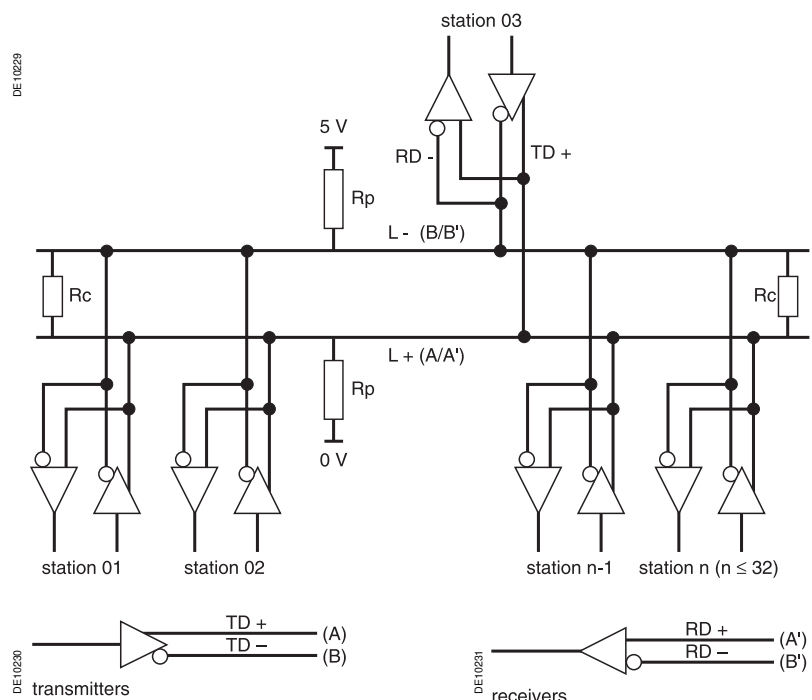 station 03
DE10229
5 V
RD -
TD +
Rp
L - (B/B')
Rc
Rc
L + (A/A')
Rp
0 V
station 01
station 02
station n-1
station n (n ≤ 32)
DE10230
TD +
(A)
TD –
(B)
transmitters
DE10231
RD +
(A')
RD –
(B')
receivers